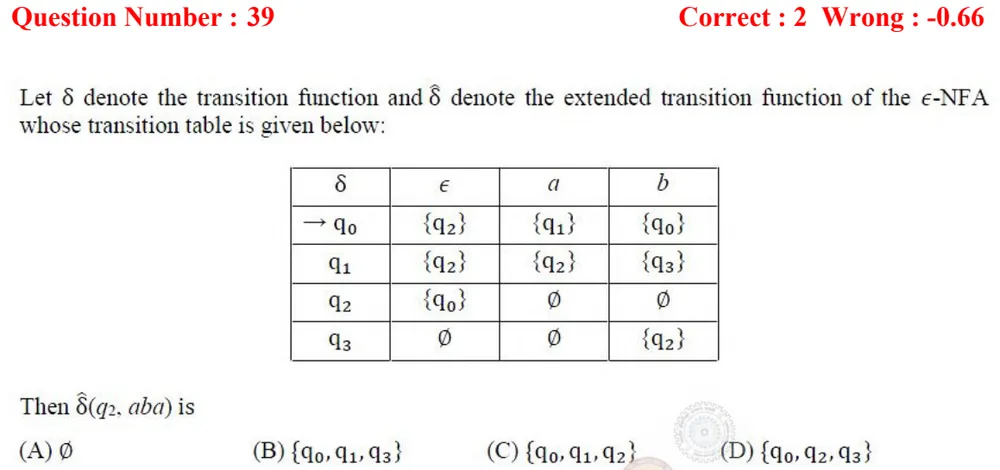 Question Number : 39 Correct : 2 Wrong : -0.66
Let δ denote the transition function and δ̂ denote the extended transition function of the ϵ-NFA
whose transition table is given below:
δ ϵ a b
→ q₀ {q₂} {q₁} {q₀}
q₁ {q₂} {q₂} {q₃}
q₂ {q₀} ∅ ∅
q₃ ∅ ∅ {q₂}
Then δ̂(q₂, aba) is
(A) ∅ (B) {q₀, q₁, q₃} (C) {q₀, q₁, q₂} (D) {q₀, q₂, q₃}